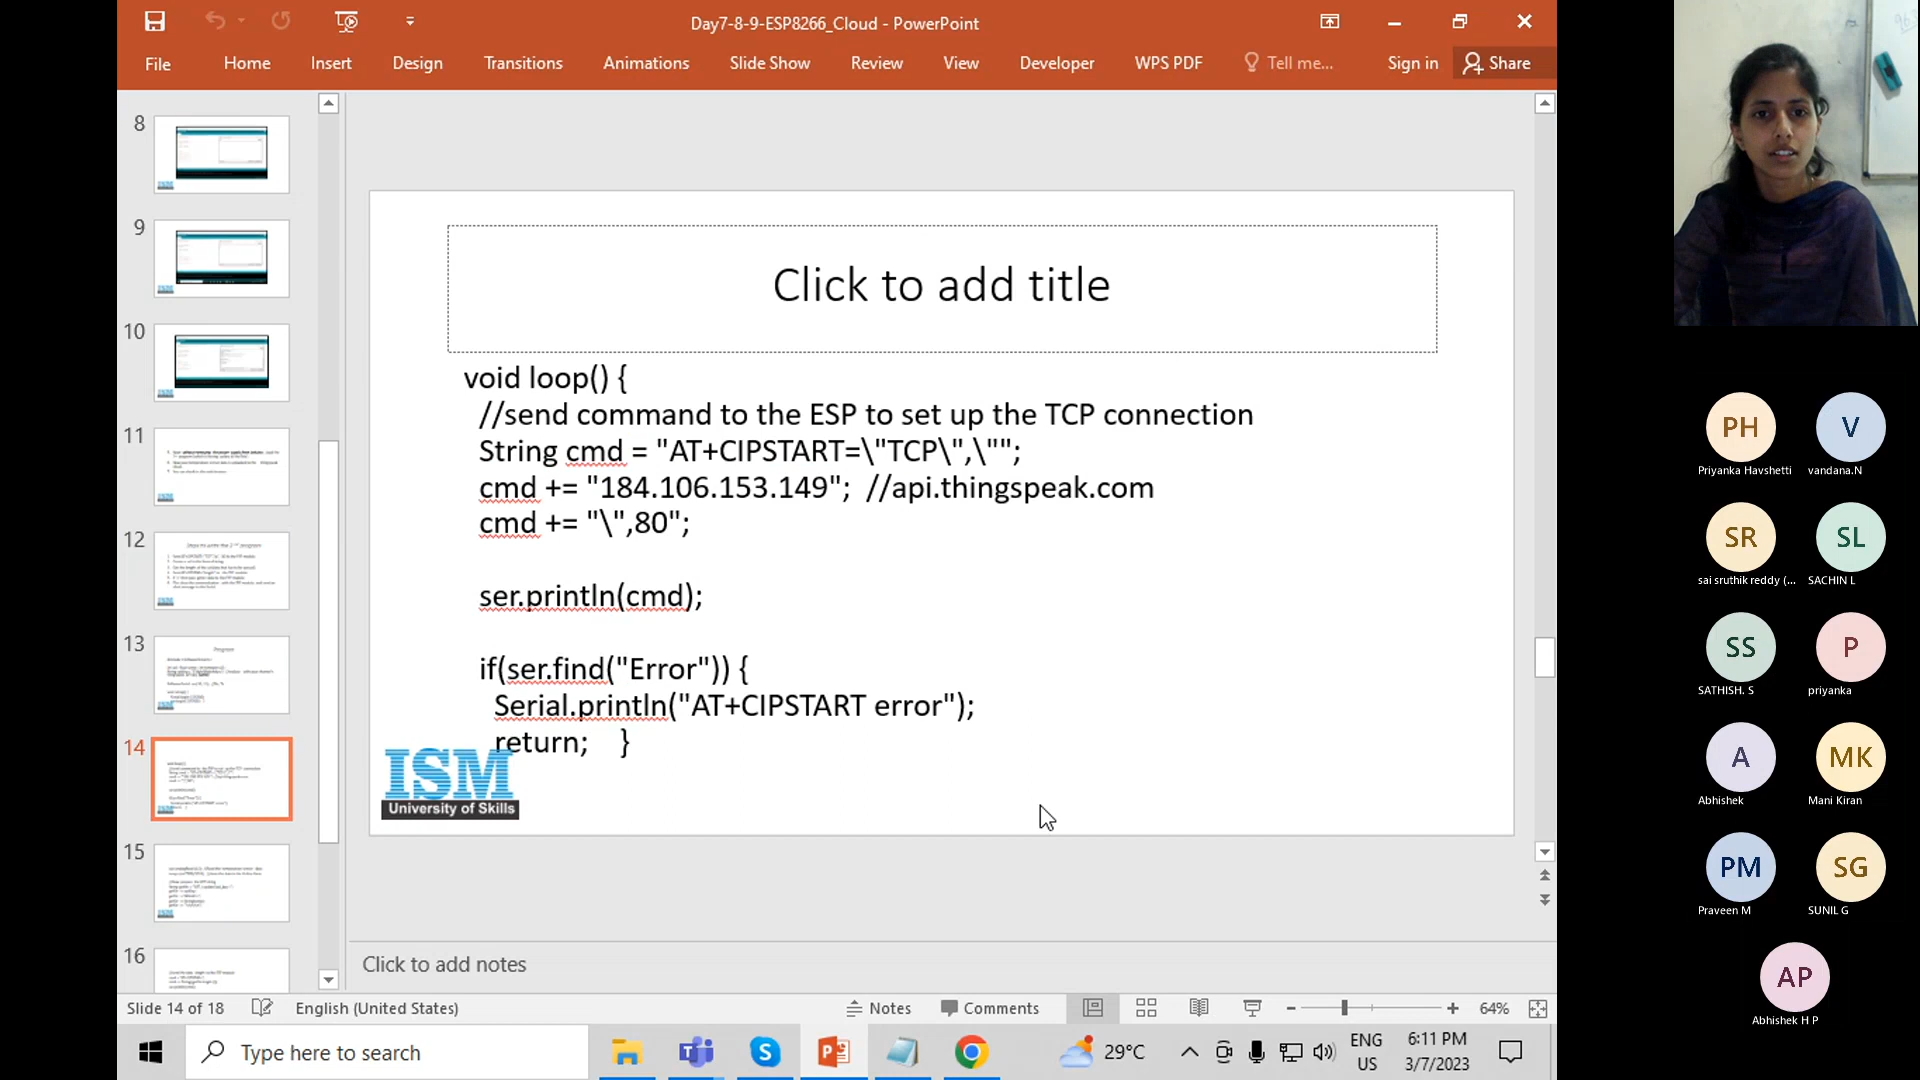 Day7-8-9-ESP8266_Cloud - PowerPoint
File Home Insert Design Transitions Animations Slide Show Review View Developer WPS PDF Tell me... Sign in Share
8
9
10
11
12
13
14
15
16
Click to add title
void loop() {
//send command to the ESP to set up the TCP connection
String cmd = "AT+CIPSTART=\"TCP\",\"";
cmd += "184.106.153.149"; //api.thingspeak.com
cmd += "\",80";
ser.println(cmd);
if(ser.find("Error")) {
Serial.println("AT+CIPSTART error");
return; }
ISM
University of Skills
Click to add notes
Slide 14 of 18 English (United States) Notes Comments 64%
Type here to search
29°C
ENG
US
6:11 PM
3/7/2023
PH V
Priyanka Havshetti vandana.N
SR SL
sai sruthik reddy (... SACHIN L
SS P
SATHISH. S priyanka
A MK
Abhishek Mani Kiran
PM SG
Praveen M SUNIL G
AP
Abhishek H P